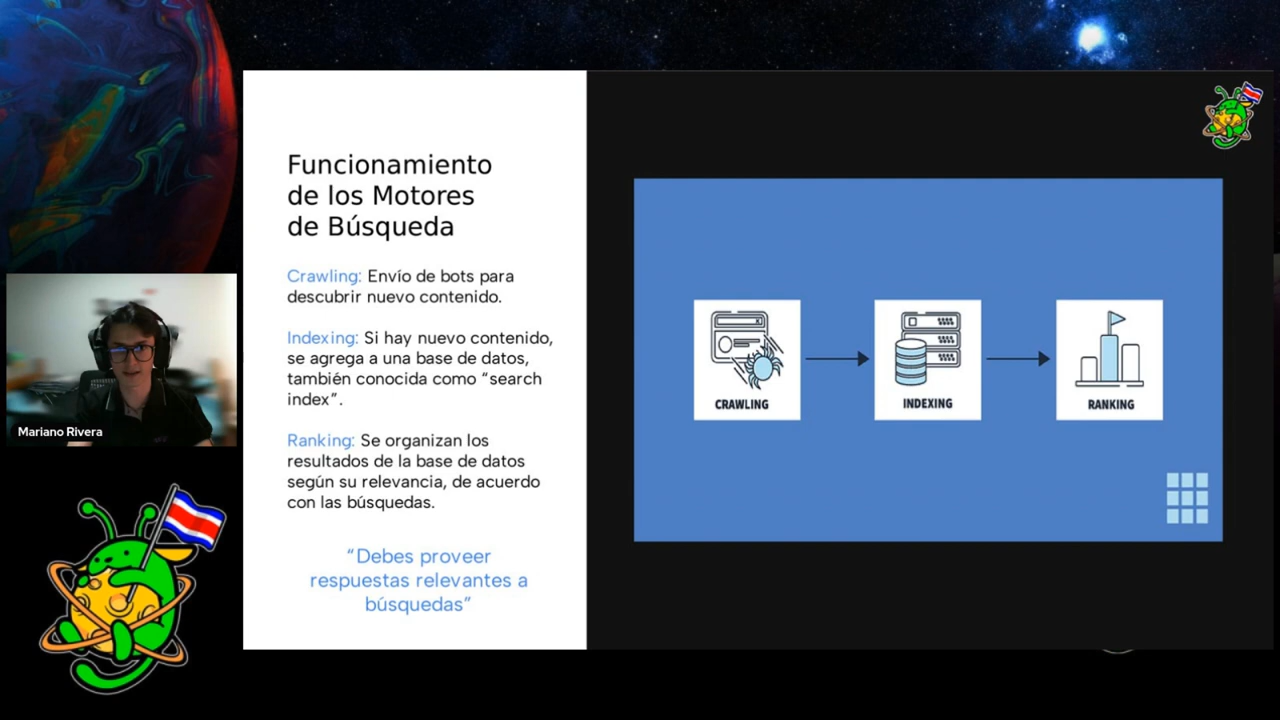 Funcionamiento
de los Motores
de Búsqueda
Crawling: Envío de bots para
descubrir nuevo contenido.
Indexing: Si hay nuevo contenido,
se agrega a una base de datos,
también conocida como “search
index”.
Ranking: Se organizan los
resultados de la base de datos
según su relevancia, de acuerdo
con las búsquedas.
“Debes proveer
respuestas relevantes a
búsquedas”
CRAWLING
INDEXING
RANKING
Mariano Rivera